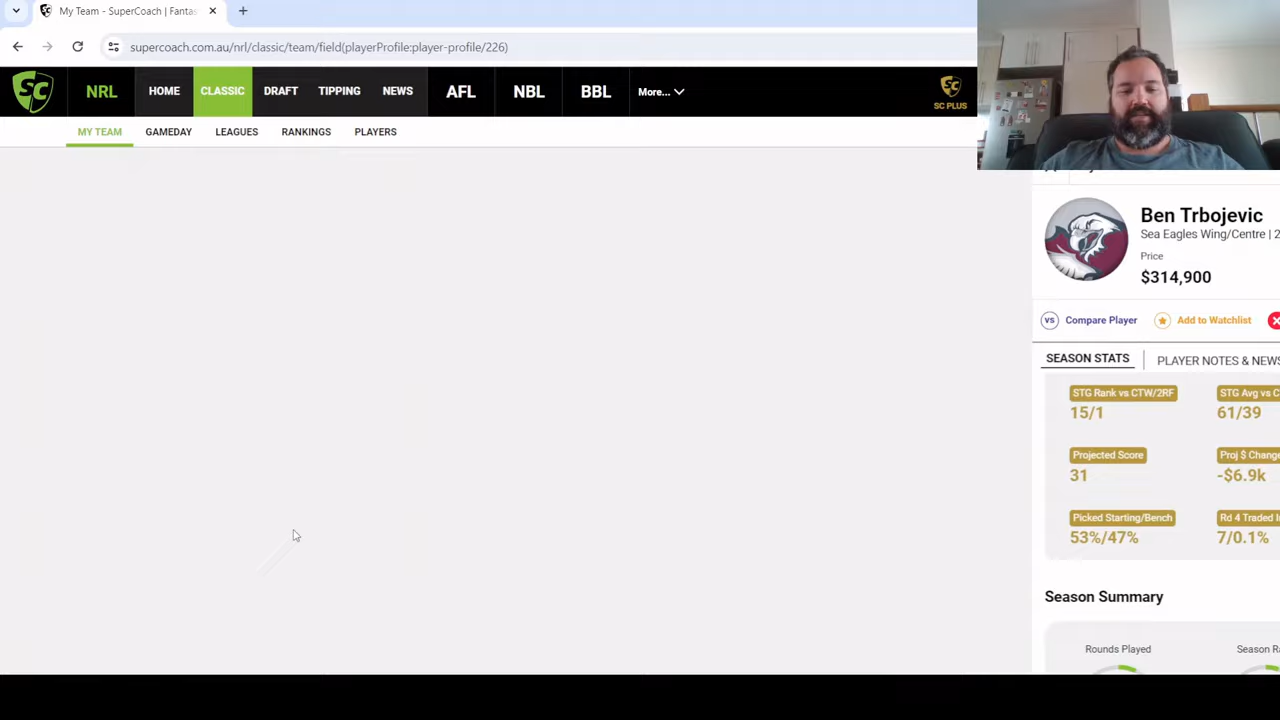 My Team - SuperCoach | Fantas
supercoach.com.au/nrl/classic/team/field(playerProfile:player-profile/226)
SC NRL HOME CLASSIC DRAFT TIPPING NEWS AFL NBL BBL More... SC PLUS
MY TEAM GAMEDAY LEAGUES RANKINGS PLAYERS
Ben Trbojevic
Sea Eagles Wing/Centre | 2
Price
$314,900
VS Compare Player Add to Watchlist
SEASON STATS PLAYER NOTES & NEWS
STG Rank vs CTW/2RF STG Avg vs C
15/1 61/39
Projected Score Proj $ Change
31 -$6.9k
Picked Starting/Bench Rd 4 Traded I
53%/47% 7/0.1%
Season Summary
Rounds Played Season Ra